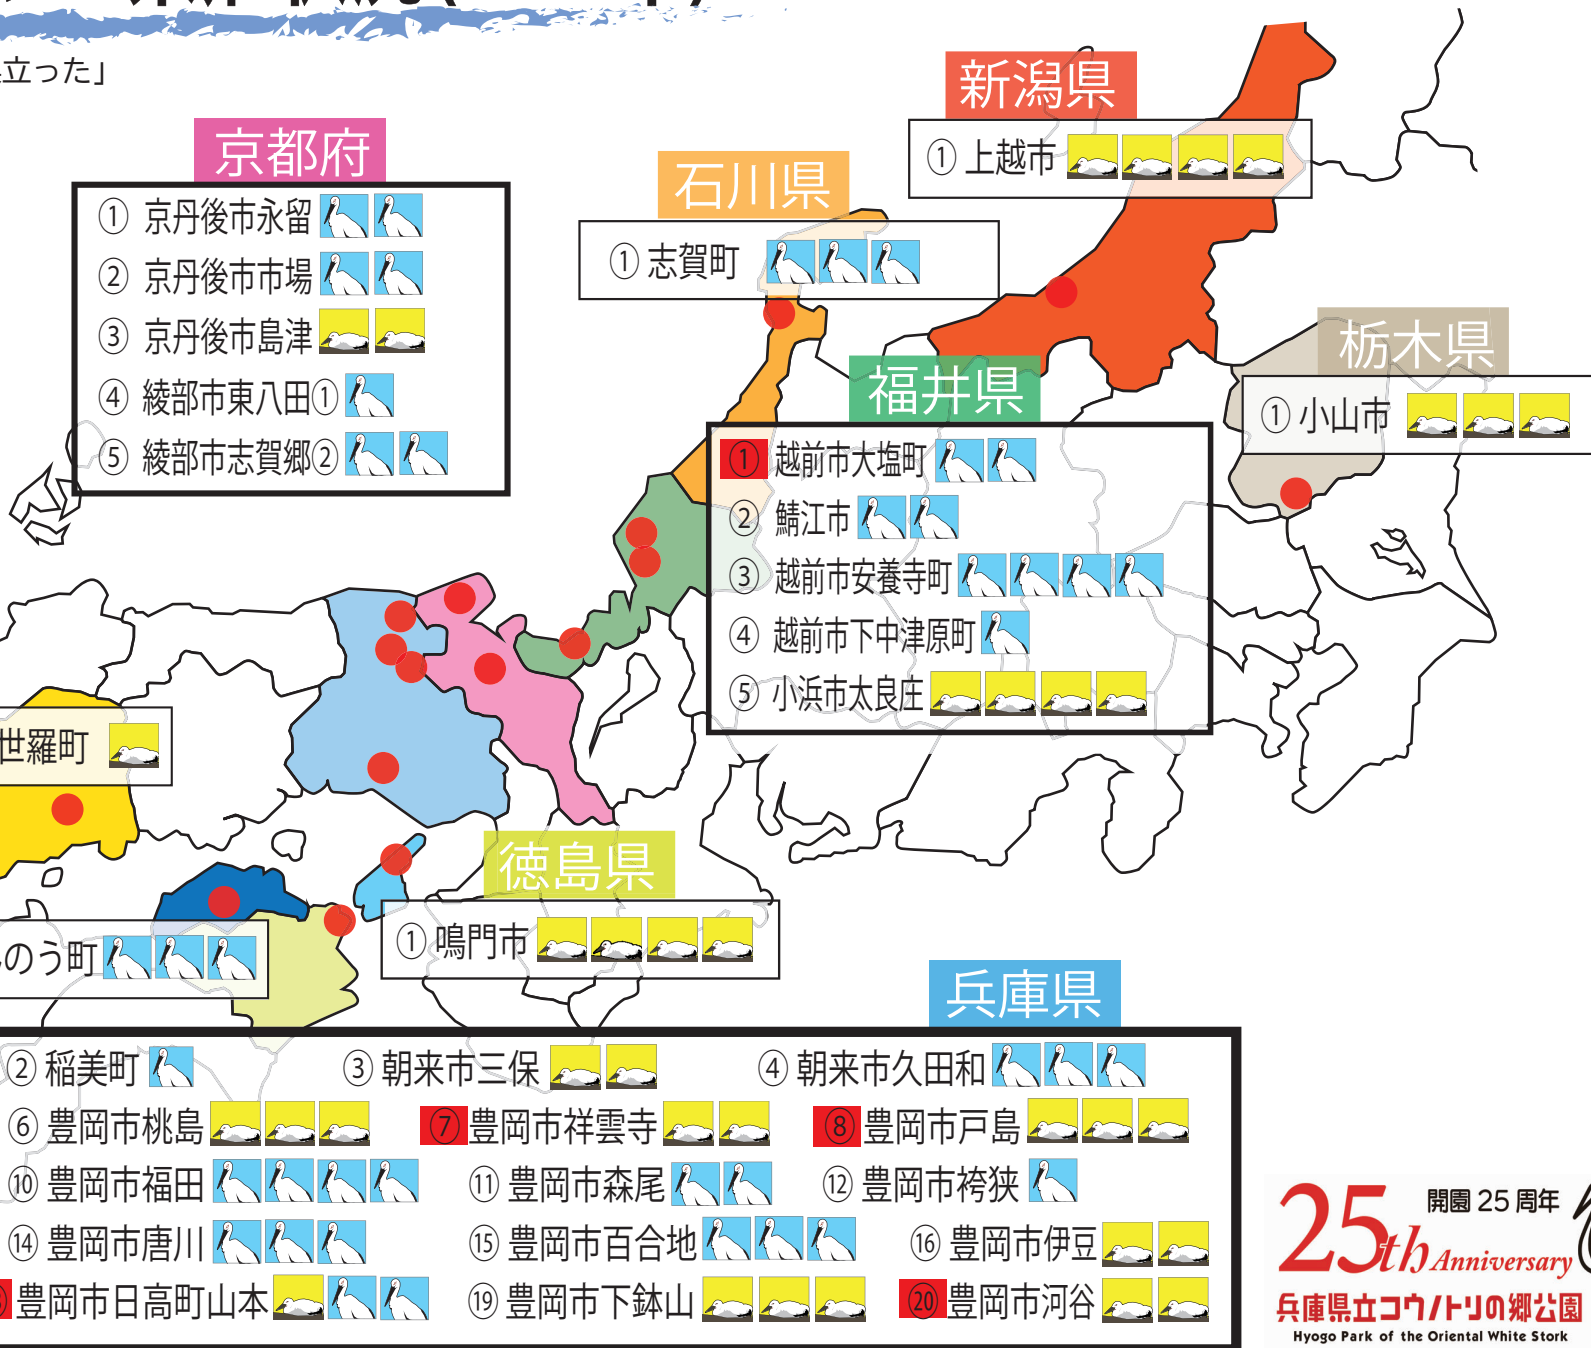 立った」
新潟県
① 上越市
京都府
① 京丹後市永留
② 京丹後市市場
③ 京丹後市島津
④ 綾部市東八田①
⑤ 綾部市志賀郷②
石川県
① 志賀町
栃木県
① 小山市
福井県
① 越前市大塩町
② 鯖江市
③ 越前市安養寺町
④ 越前市下中津原町
⑤ 小浜市太良庄
世羅町
徳島県
① 鳴門市
のう町
兵庫県
② 稲美町 ③ 朝来市三保 ④ 朝来市久田和
⑥ 豊岡市桃島 ⑦ 豊岡市祥雲寺 ⑧ 豊岡市戸島
⑩ 豊岡市福田 ⑪ 豊岡市森尾 ⑫ 豊岡市袴狭
⑭ 豊岡市唐川 ⑮ 豊岡市百合地 ⑯ 豊岡市伊豆
豊岡市日高町山本 ⑲ 豊岡市下鉢山 ⑳ 豊岡市河谷
開園 25 周年
25th Anniversary
兵庫県立コウノトリの郷公園
Hyogo Park of the Oriental White Stork